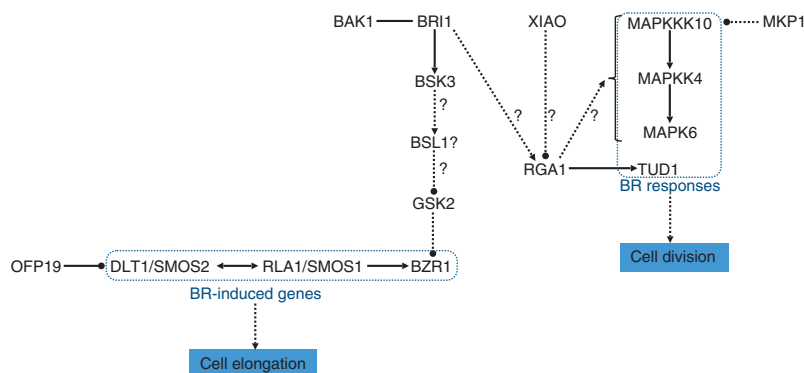 BAK1
BRI1
XIAO
MAPKKK10
MKP1
BSK3
MAPKK4
?
?
?
?
BSL1?
MAPK6
?
RGA1
TUD1
BR responses
GSK2
Cell division
OFP19
DLT1/SMOS2
RLA1/SMOS1
BZR1
BR-induced genes
Cell elongation